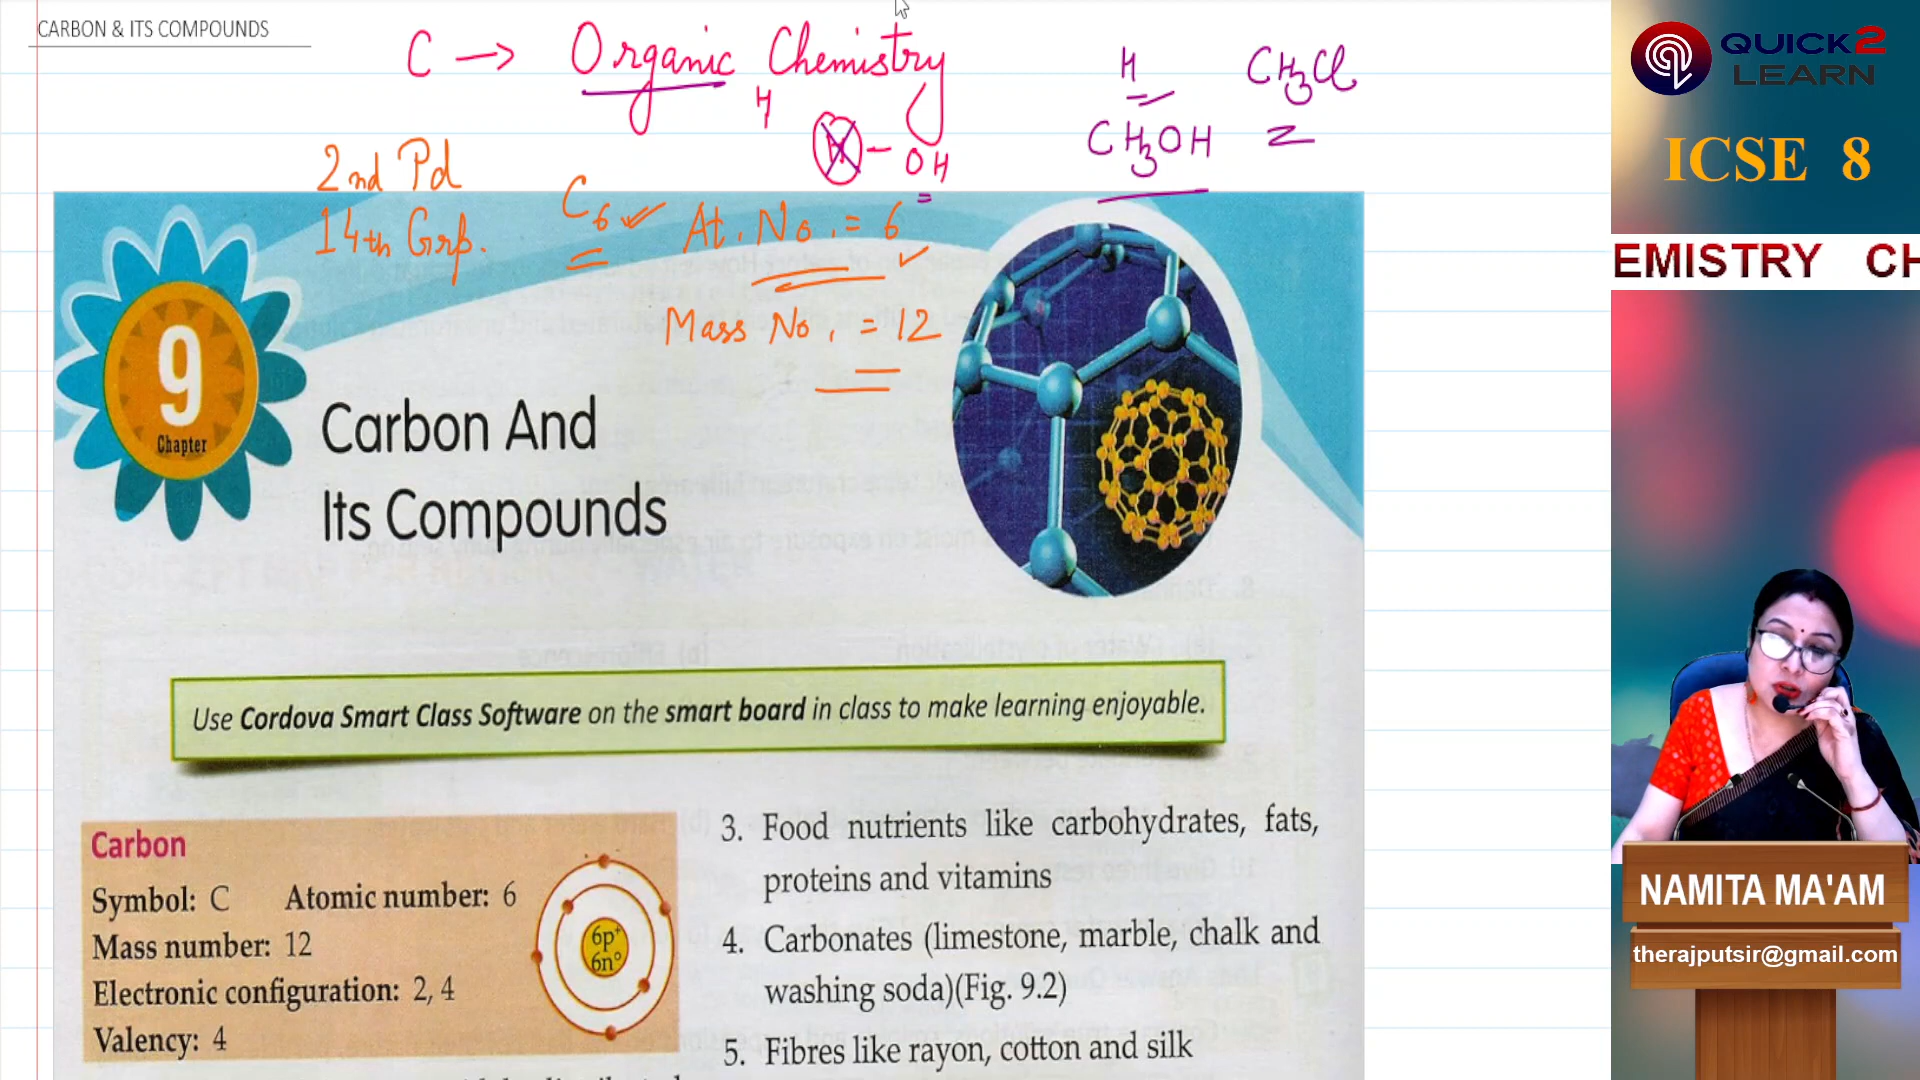 CARBON & ITS COMPOUNDS
C → Organic Chemistry
H
H CH₃Cl
OH
CH₃OH
2nd Pd
14th Grp.
C₆ ✓
At. No. = 6
Mass No. = 12
9
Chapter
Carbon And
Its Compounds
Use Cordova Smart Class Software on the smart board in class to make learning enjoyable.
Carbon
Symbol: C Atomic number: 6
Mass number: 12
Electronic configuration: 2, 4
Valency: 4
6p⁺
6n⁰
3. Food nutrients like carbohydrates, fats,
proteins and vitamins
4. Carbonates (limestone, marble, chalk and
washing soda)(Fig. 9.2)
5. Fibres like rayon, cotton and silk
QUICK2
LEARN
ICSE 8
EMISTRY CH
NAMITA MA'AM
therajputsir@gmail.com